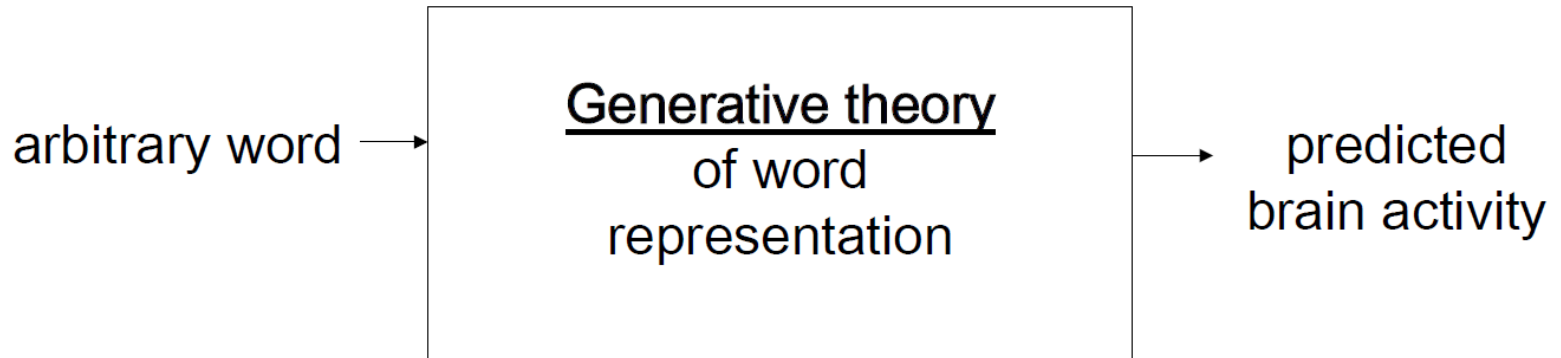 arbitrary word
Generative theory
of word
representation
predicted
brain activity